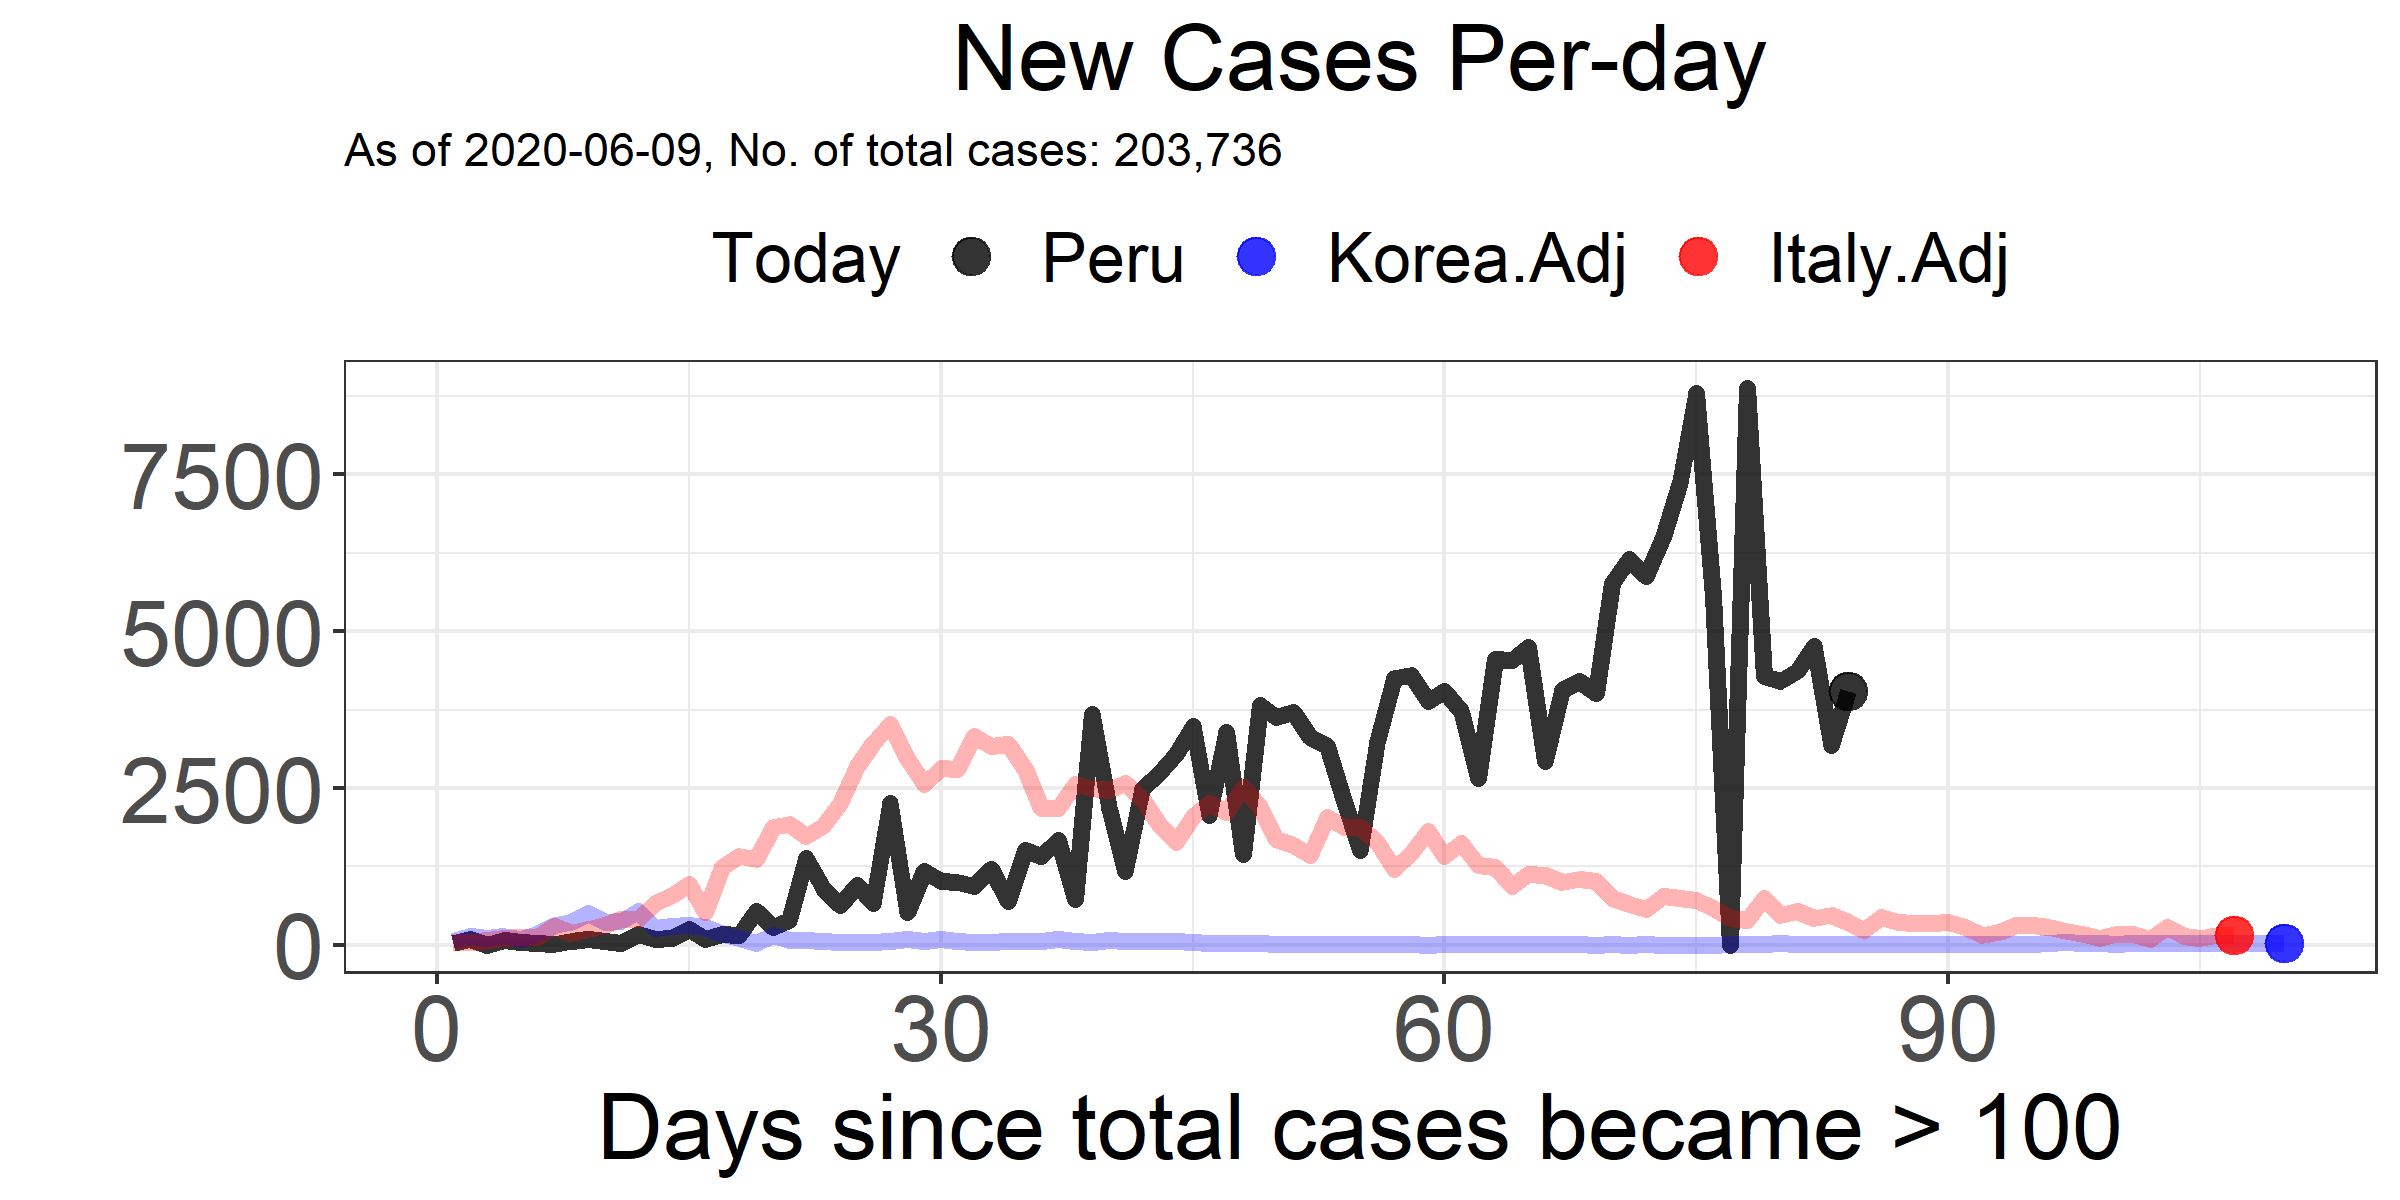 New Cases Per-day
As of 2020-06-09, No. of total cases: 203,736
Today Peru Korea.Adj Italy.Adj
7500
5000
2500
0
0 30 60 90
Days since total cases became > 100